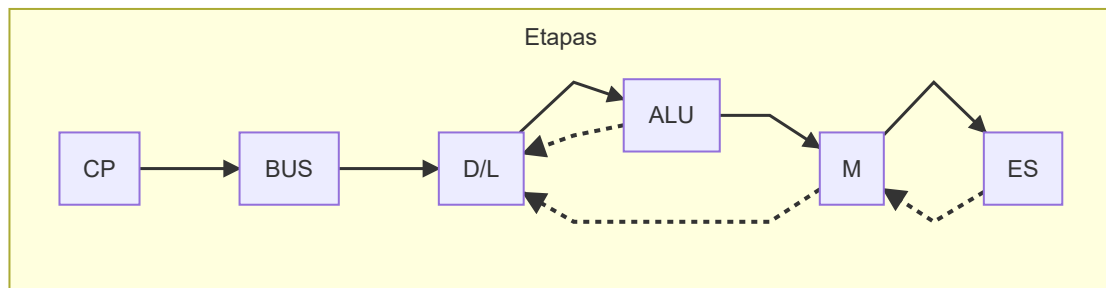 Etapas
CP
BUS
D/L
ALU
M
ES